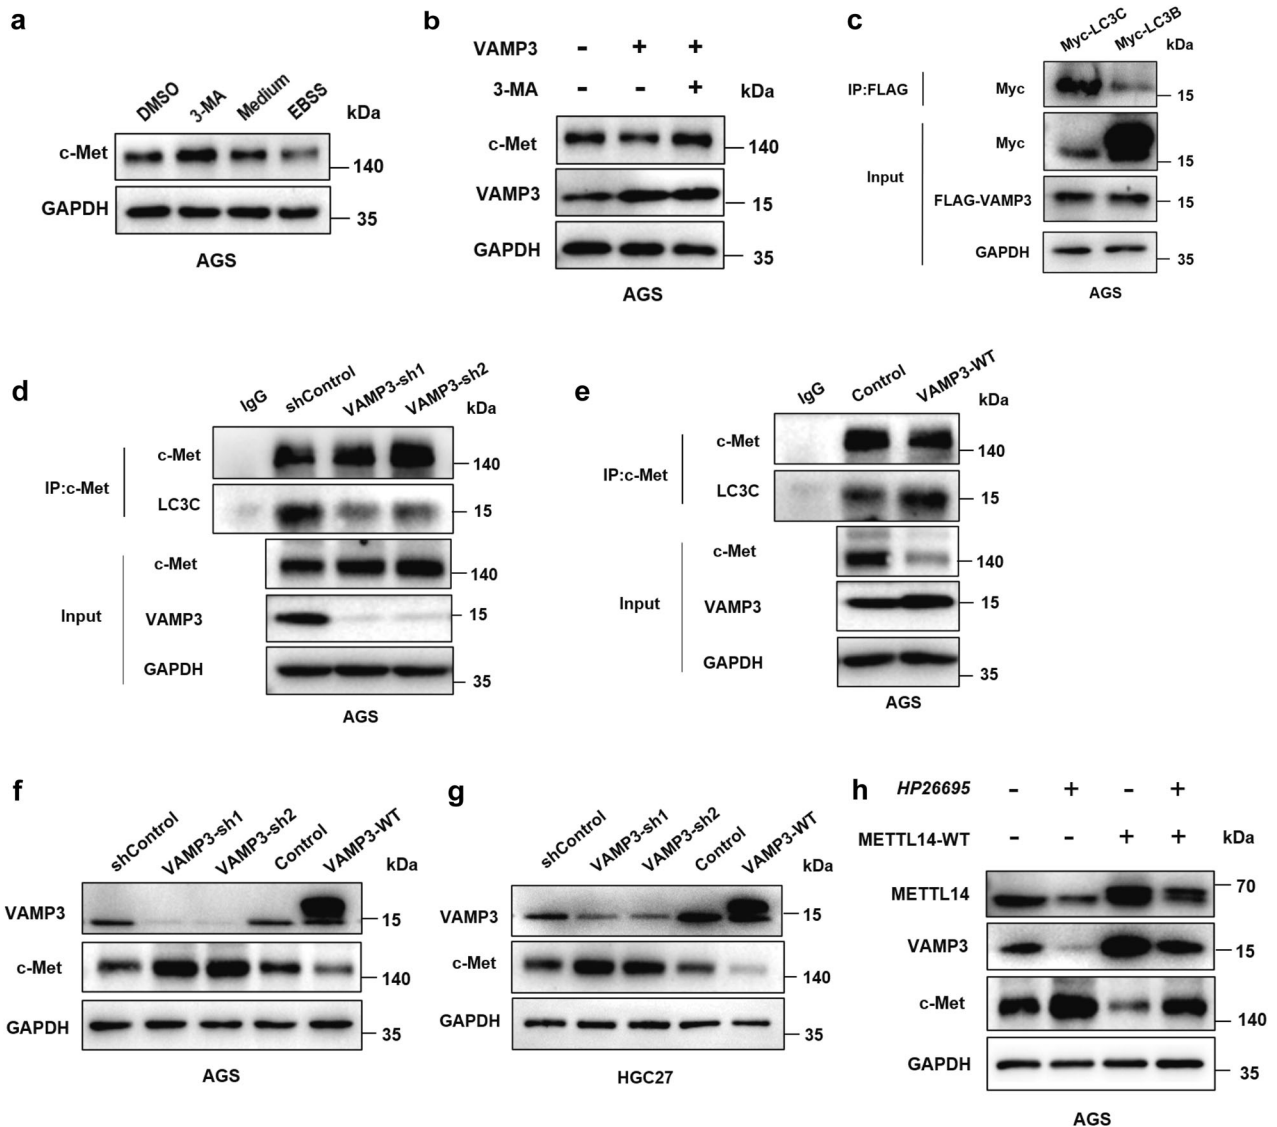 a
DMSO 3-MA Medium EBSS kDa
c-Met 140
GAPDH 35
AGS
b
VAMP3 - + +
3-MA - - + kDa
c-Met 140
VAMP3 15
GAPDH 35
AGS
c
Myc-LC3C Myc-LC3B kDa
IP:FLAG Myc 15
Input Myc 15
FLAG-VAMP3 15
GAPDH 35
AGS
d
IgG shControl VAMP3-sh1 VAMP3-sh2 kDa
IP:c-Met
c-Met 140
LC3C 15
Input
c-Met 140
VAMP3 15
GAPDH 35
AGS
e
IgG Control VAMP3-WT kDa
IP:c-Met
c-Met 140
LC3C 15
Input
c-Met 140
VAMP3 15
GAPDH 35
AGS
f
shControl VAMP3-sh1 VAMP3-sh2 Control VAMP3-WT kDa
VAMP3 15
c-Met 140
GAPDH 35
AGS
g
shControl VAMP3-sh1 VAMP3-sh2 Control VAMP3-WT kDa
VAMP3 15
c-Met 140
GAPDH 35
HGC27
h
HP26695 - + - +
METTL14-WT - - + + kDa
METTL14 70
VAMP3 15
c-Met 140
GAPDH 35
AGS